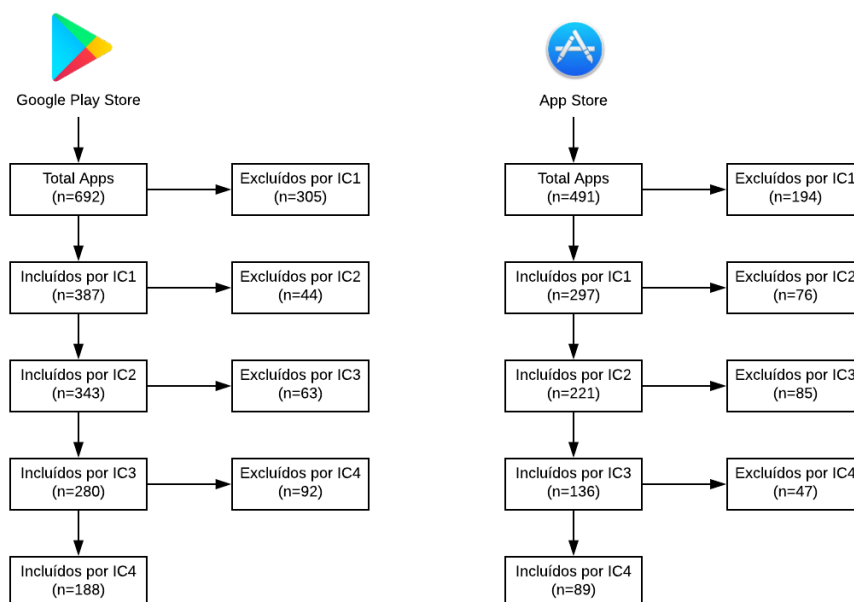 Google Play Store
App Store
Total Apps
(n=692)
Excluídos por IC1
(n=305)
Total Apps
(n=491)
Excluídos por IC1
(n=194)
Incluídos por IC1
(n=387)
Excluídos por IC2
(n=44)
Incluídos por IC1
(n=297)
Excluídos por IC2
(n=76)
Incluídos por IC2
(n=343)
Excluídos por IC3
(n=63)
Incluídos por IC2
(n=221)
Excluídos por IC3
(n=85)
Incluídos por IC3
(n=280)
Excluídos por IC4
(n=92)
Incluídos por IC3
(n=136)
Excluídos por IC4
(n=47)
Incluídos por IC4
(n=188)
Incluídos por IC4
(n=89)